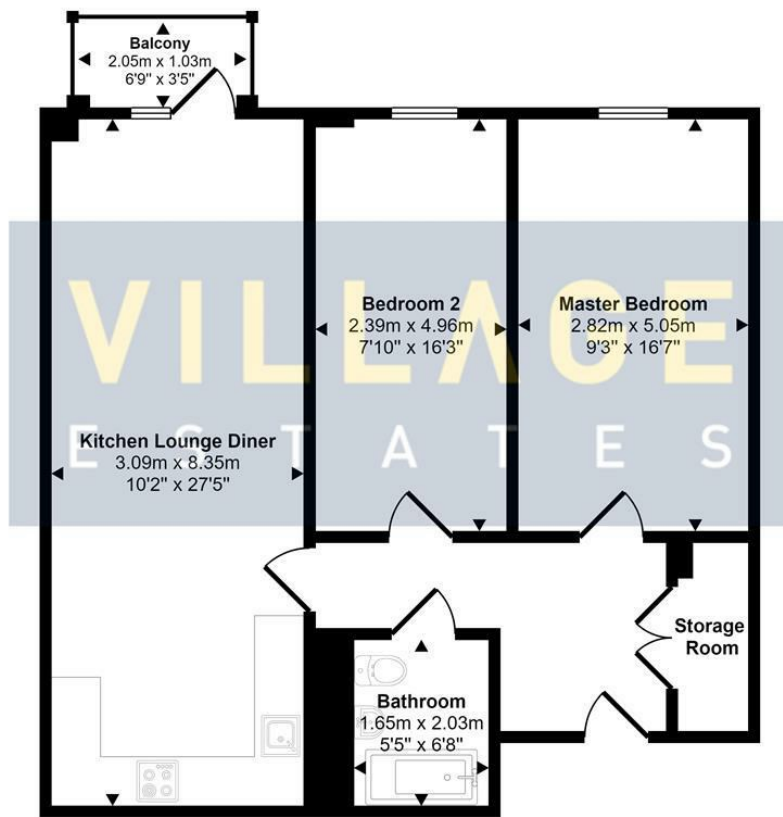 Balcony
2.05m x 1.03m
6'9" x 3'5"
VILLAGE
ESTATES
Bedroom 2
2.39m x 4.96m
7'10" x 16'3"
Master Bedroom
2.82m x 5.05m
9'3" x 16'7"
Kitchen Lounge Diner
3.09m x 8.35m
10'2" x 27'5"
Storage
Room
Bathroom
1.65m x 2.03m
5'5" x 6'8"